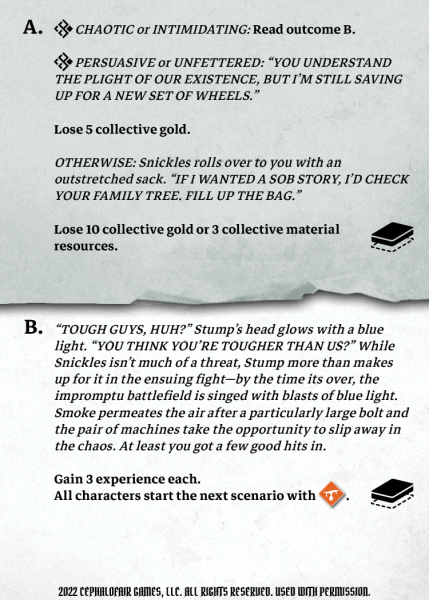 A. CHAOTIC or INTIMIDATING: Read outcome B.
PERSUASIVE or UNFETTERED: “YOU UNDERSTAND
THE PLIGHT OF OUR EXISTENCE, BUT I’M STILL SAVING
UP FOR A NEW SET OF WHEELS.”
Lose 5 collective gold.
OTHERWISE: Snickles rolls over to you with an
outstretched sack. “IF I WANTED A SOB STORY, I’D CHECK
YOUR FAMILY TREE. FILL UP THE BAG.”
Lose 10 collective gold or 3 collective material
resources.
B. “TOUGH GUYS, HUH?” Stump’s head glows with a blue
light. “YOU THINK YOU’RE TOUGHER THAN US?” While
Snickles isn’t much of a threat, Stump more than makes
up for it in the ensuing fight—by the time its over, the
impromptu battlefield is singed with blasts of blue light.
Smoke permeates the air after a particularly large bolt and
the pair of machines take the opportunity to slip away in
the chaos. At least you got a few good hits in.
Gain 3 experience each.
All characters start the next scenario with .
2022 CEPHALOFAIR GAMES, LLC. ALL RIGHTS RESERVED. USED WITH PERMISSION.